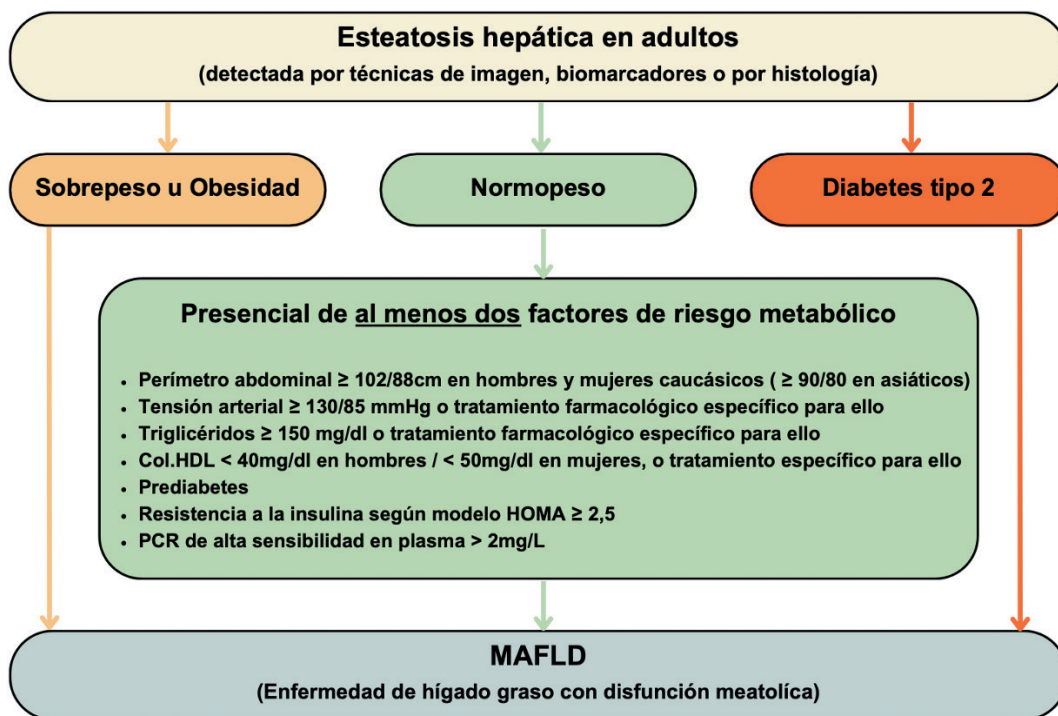 Esteatosis hepática en adultos
(detectada por técnicas de imagen, biomarcadores o por histología)
Sobrepeso u Obesidad
Normopeso
Diabetes tipo 2
Presencial de al menos dos factores de riesgo metabólico
• Perímetro abdominal ≥ 102/88cm en hombres y mujeres caucásicos ( ≥ 90/80 en asiáticos)
• Tensión arterial ≥ 130/85 mmHg o tratamiento farmacológico específico para ello
• Triglicéridos ≥ 150 mg/dl o tratamiento farmacológico específico para ello
• Col.HDL < 40mg/dl en hombres / < 50mg/dl en mujeres, o tratamiento específico para ello
• Prediabetes
• Resistencia a la insulina según modelo HOMA ≥ 2,5
• PCR de alta sensibilidad en plasma > 2mg/L
MAFLD
(Enfermedad de hígado graso con disfunción meatolíca)